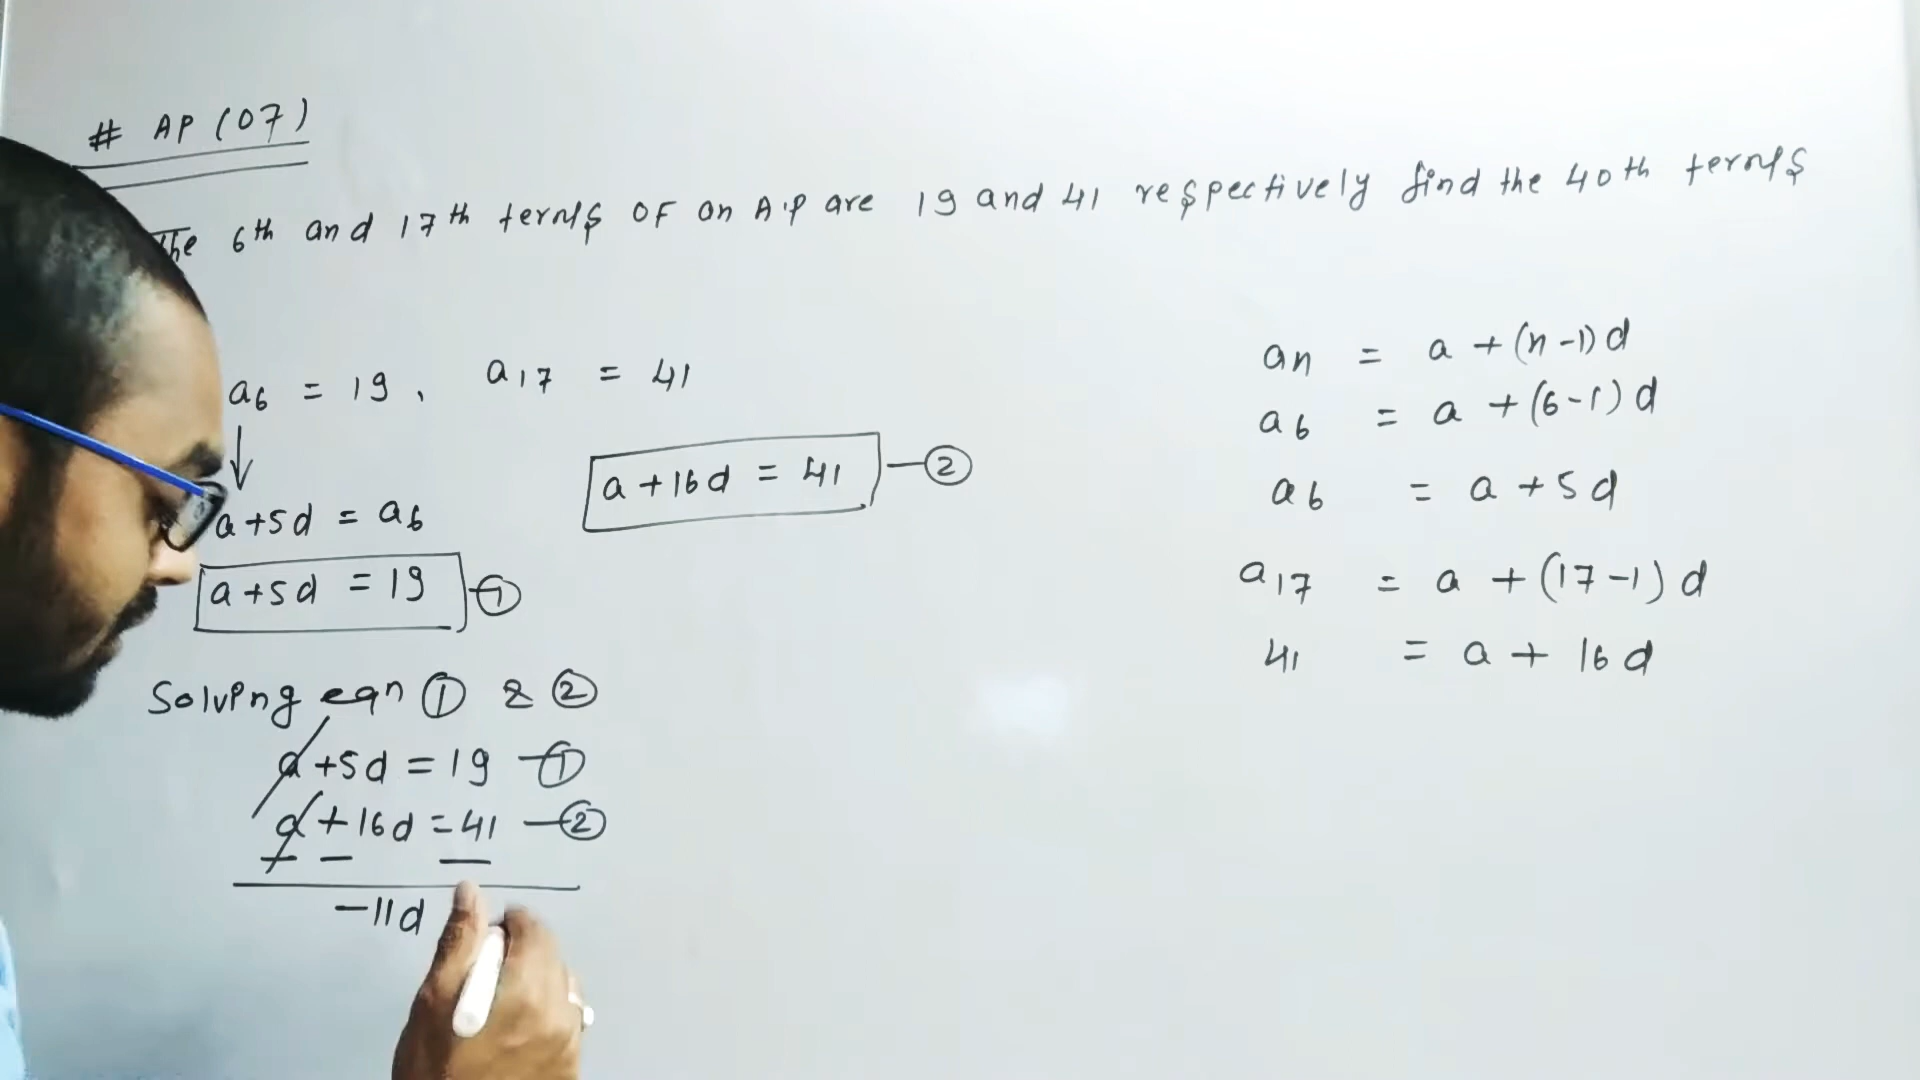 # AP (07)
The 6th and 17th terms OF an A.P are 19 and 41 respectively find the 40th terms
a6 = 19, a17 = 41
a+5d = a6
a+5d = 19 — ①
a+16d = 41 — ②
Solving eqn ① & ②
a+5d = 19 — ①
a+16d = 41 — ②
— — —
-11d
an = a + (n-1)d
a6 = a + (6-1)d
a6 = a + 5d
a17 = a + (17-1)d
41 = a + 16d